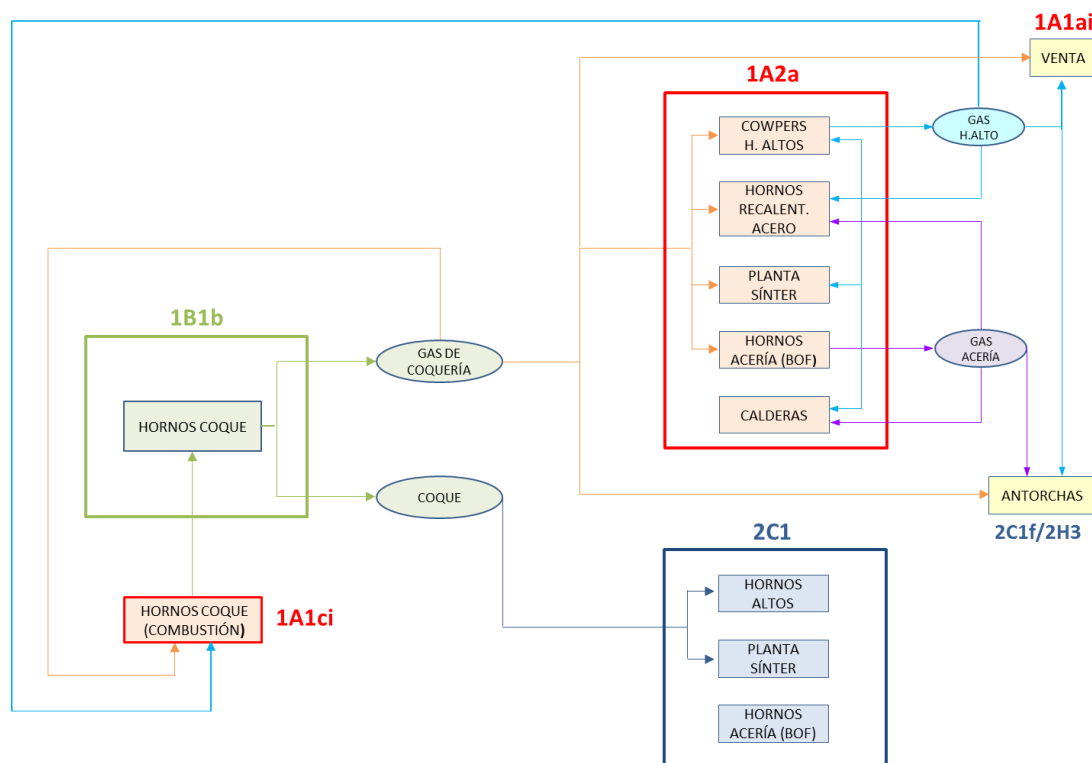 1A1ai
VENTA
1A2a
COWPERS
H. ALTOS
GAS
H.ALTO
HORNOS
RECALENT.
ACERO
PLANTA
SÍNTER
1B1b
GAS DE
COQUERÍA
HORNOS
ACERÍA (BOF)
GAS
ACERÍA
HORNOS COQUE
CALDERAS
COQUE
ANTORCHAS
2C1f/2H3
2C1
HORNOS
ALTOS
HORNOS COQUE
(COMBUSTIÓN)
1A1ci
PLANTA
SÍNTER
HORNOS
ACERÍA (BOF)